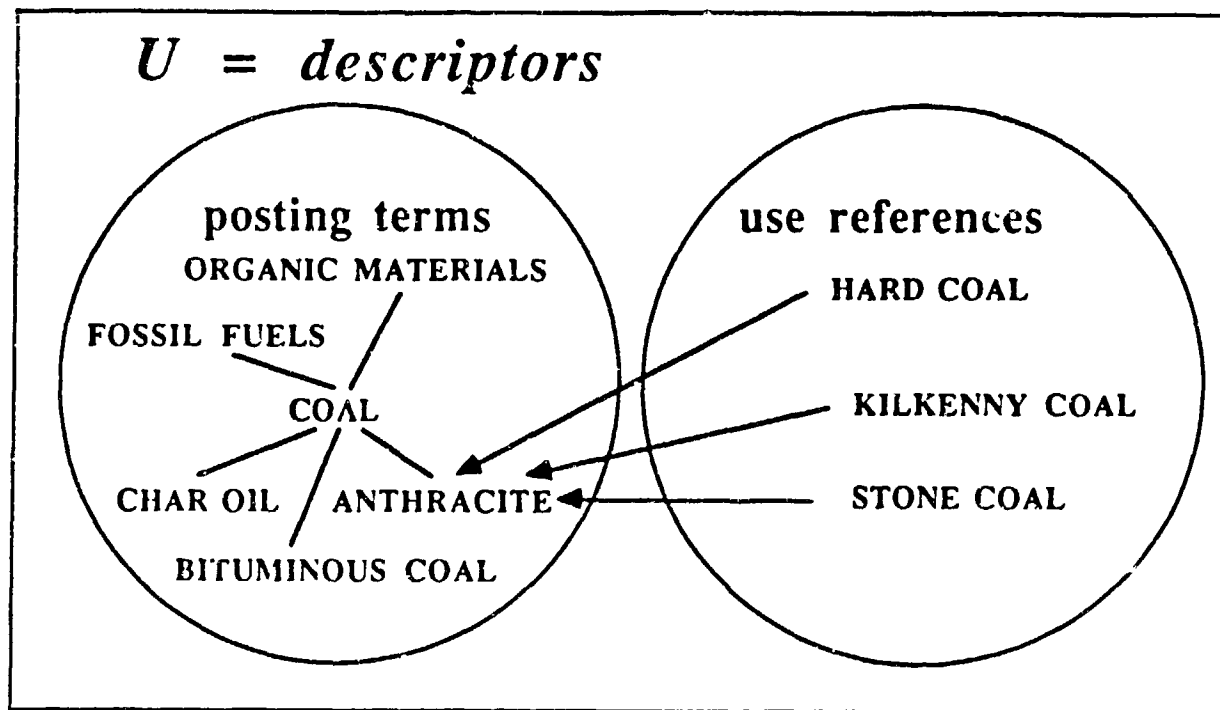 U = descriptors
posting terms
ORGANIC MATERIALS
FOSSIL FUELS
COAL
CHAR OIL
ANTHRACITE
BITUMINOUS COAL
use references
HARD COAL
KILKENNY COAL
STONE COAL